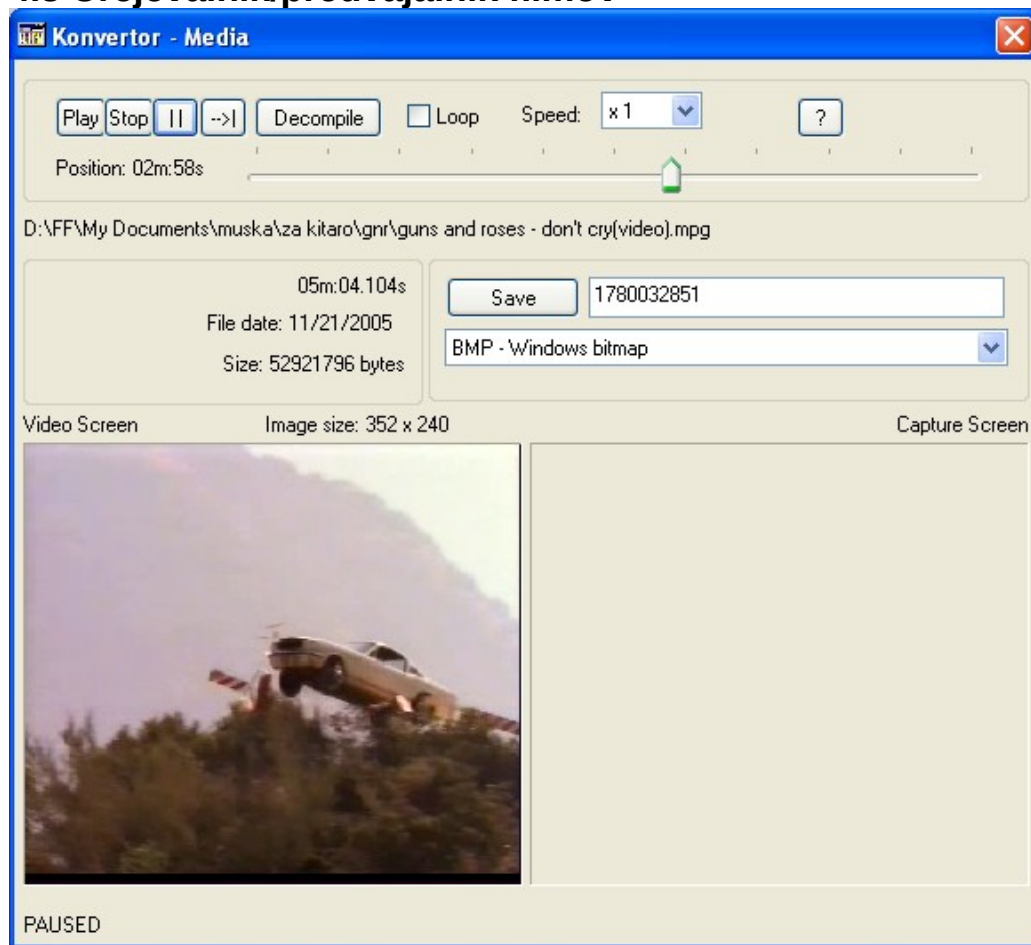 Konvertor - Media
Play Stop || -->| Decompile Loop Speed: x 1 ?
Position: 02m:58s
D:\FF\My Documents\muska\za kitaro\gnr\guns and roses - don't cry(video).mpg
05m:04.104s
File date: 11/21/2005
Size: 52921796 bytes
Save 1780032851
BMP - Windows bitmap
Video Screen Image size: 352 x 240 Capture Screen
PAUSED